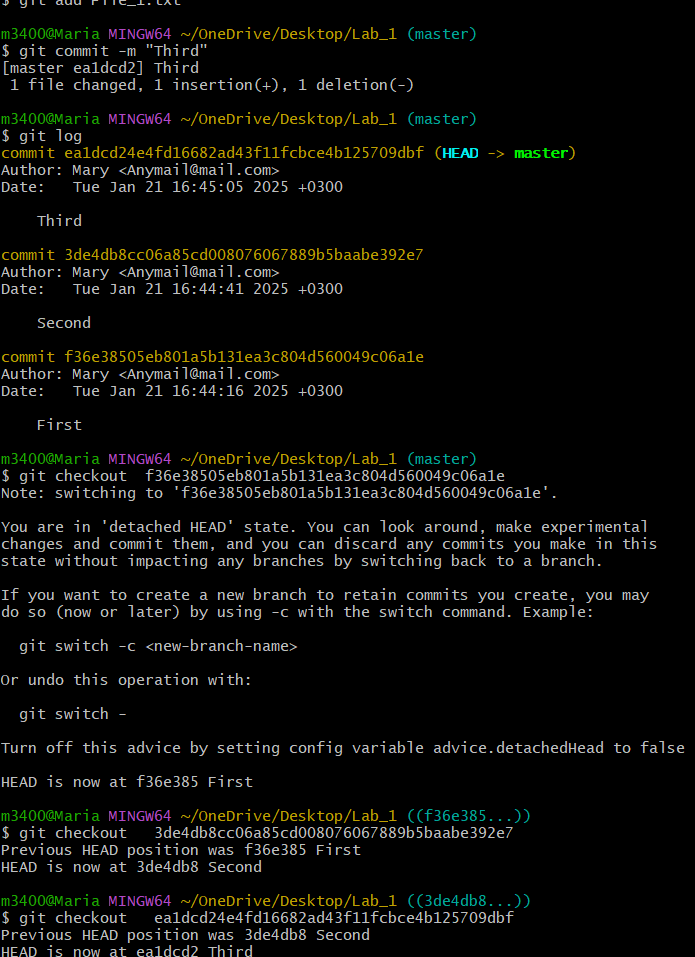 $ git add File_1.txt
m3400@Maria MINGW64 ~/OneDrive/Desktop/Lab_1 (master)
$ git commit -m "Third"
[master ea1dcd2] Third
 1 file changed, 1 insertion(+), 1 deletion(-)
m3400@Maria MINGW64 ~/OneDrive/Desktop/Lab_1 (master)
$ git log
commit ea1dcd24e4fd16682ad43f11fcbce4b125709dbf (HEAD -> master)
Author: Mary <Anymail@mail.com>
Date:   Tue Jan 21 16:45:05 2025 +0300
    Third
commit 3de4db8cc06a85cd008076067889b5baabe392e7
Author: Mary <Anymail@mail.com>
Date:   Tue Jan 21 16:44:41 2025 +0300
    Second
commit f36e38505eb801a5b131ea3c804d560049c06a1e
Author: Mary <Anymail@mail.com>
Date:   Tue Jan 21 16:44:16 2025 +0300
    First
m3400@Maria MINGW64 ~/OneDrive/Desktop/Lab_1 (master)
$ git checkout  f36e38505eb801a5b131ea3c804d560049c06a1e
Note: switching to 'f36e38505eb801a5b131ea3c804d560049c06a1e'.
You are in 'detached HEAD' state. You can look around, make experimental
changes and commit them, and you can discard any commits you make in this
state without impacting any branches by switching back to a branch.
If you want to create a new branch to retain commits you create, you may
do so (now or later) by using -c with the switch command. Example:
  git switch -c <new-branch-name>
Or undo this operation with:
  git switch -
Turn off this advice by setting config variable advice.detachedHead to false
HEAD is now at f36e385 First
m3400@Maria MINGW64 ~/OneDrive/Desktop/Lab_1 ((f36e385...))
$ git checkout   3de4db8cc06a85cd008076067889b5baabe392e7
Previous HEAD position was f36e385 First
HEAD is now at 3de4db8 Second
m3400@Maria MINGW64 ~/OneDrive/Desktop/Lab_1 ((3de4db8...))
$ git checkout   ea1dcd24e4fd16682ad43f11fcbce4b125709dbf
Previous HEAD position was 3de4db8 Second
HEAD is now at ea1dcd2 Third